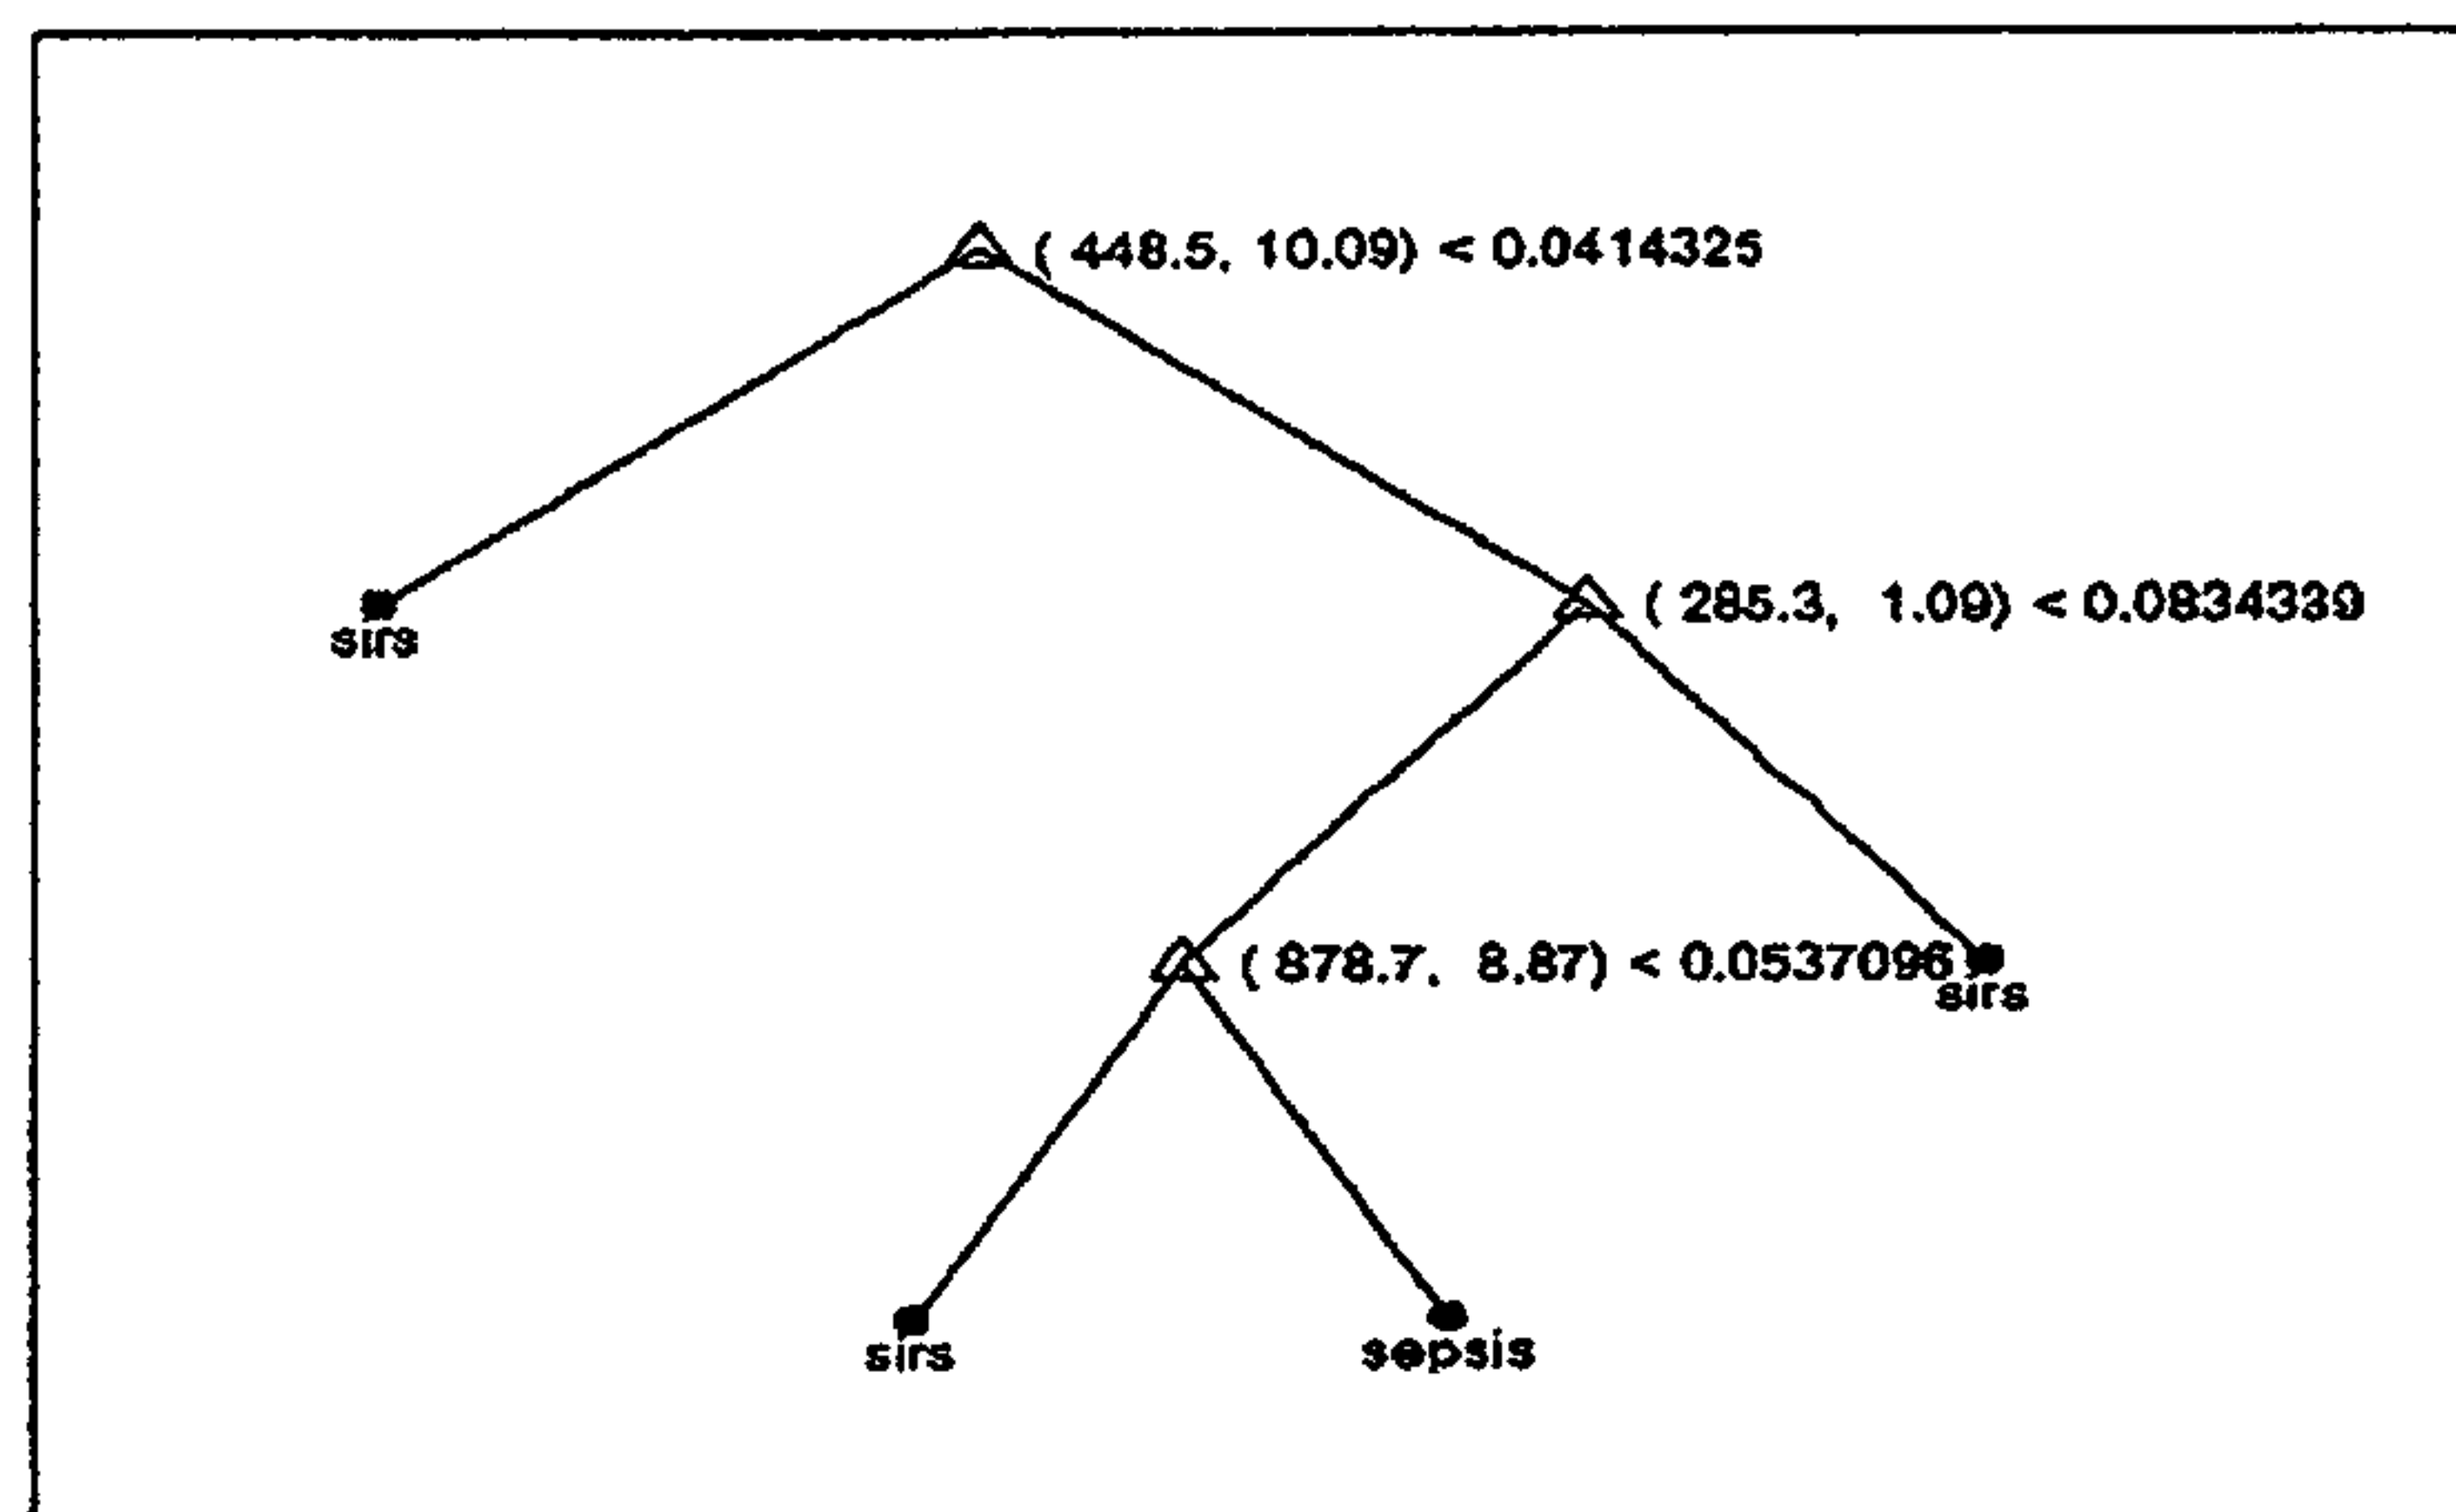 ( 448.5, 10.09) < 0.0414325
sirs
( 285.3, 1.09) < 0.0834339
( 878.7, 8.87) < 0.0537096
sirs
sirs
sepsis